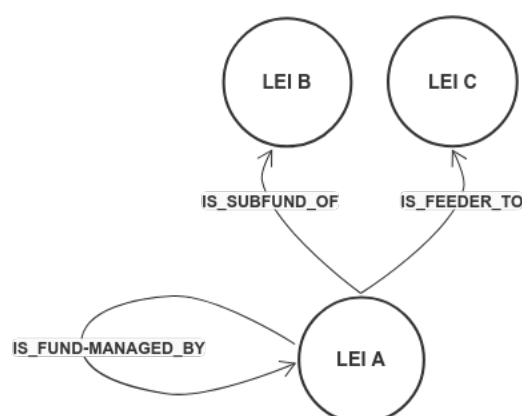 LEI B
LEI C
IS_SUBFUND_OF
IS_FEEDER_TO
IS_FUND-MANAGED_BY
LEI A